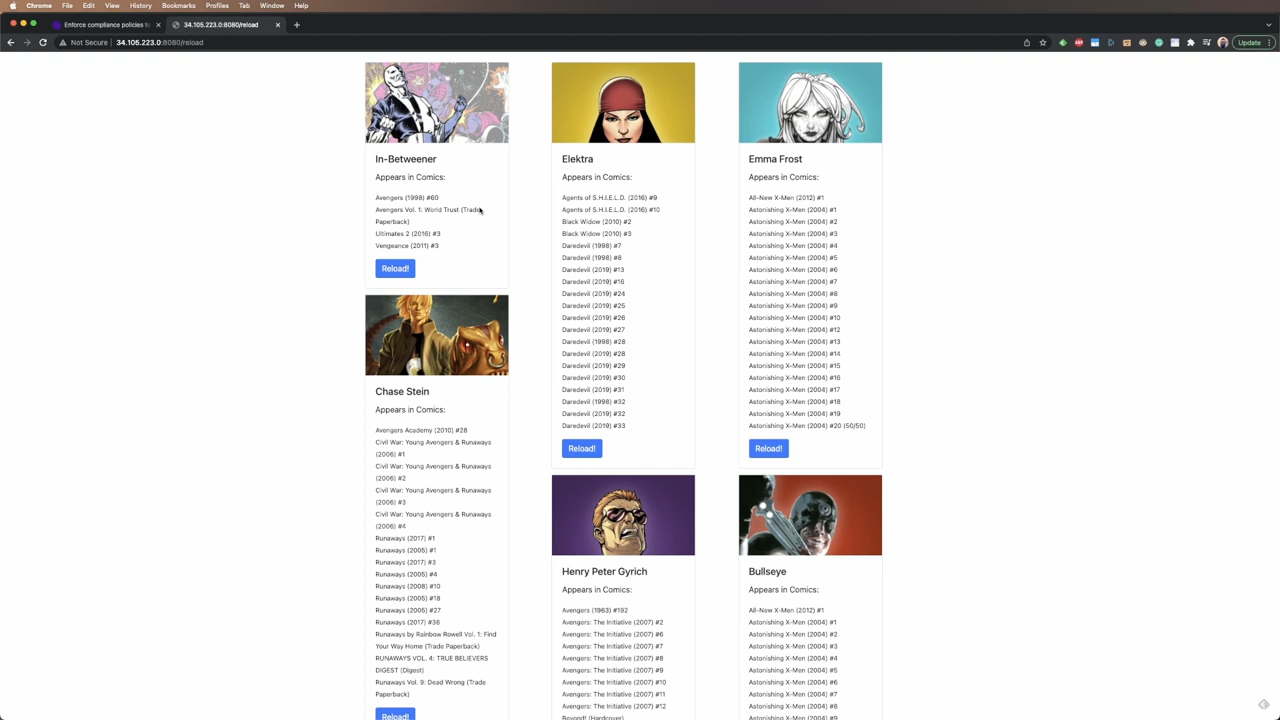 Chrome File Edit View History Bookmarks Profiles Tab Window Help
Enforce compliance policies to
34.105.223.0:8080/reload
Not Secure 34.105.223.0:8080/reload
Update
In-Betweener
Appears in Comics:
Avengers (1998) #60
Avengers Vol. 1: World Trust (Trade
Paperback)
Ultimates 2 (2016) #3
Vengeance (2011) #3
Reload!
Chase Stein
Appears in Comics:
Avengers Academy (2010) #28
Civil War: Young Avengers & Runaways
(2006) #1
Civil War: Young Avengers & Runaways
(2006) #2
Civil War: Young Avengers & Runaways
(2006) #3
Civil War: Young Avengers & Runaways
(2006) #4
Runaways (2017) #1
Runaways (2005) #1
Runaways (2017) #3
Runaways (2005) #4
Runaways (2008) #10
Runaways (2005) #18
Runaways (2005) #27
Runaways (2017) #36
Runaways by Rainbow Rowell Vol. 1: Find
Your Way Home (Trade Paperback)
RUNAWAYS VOL. 4: TRUE BELIEVERS
DIGEST (Digest)
Runaways Vol. 9: Dead Wrong (Trade
Paperback)
Reload!
Elektra
Appears in Comics:
Agents of S.H.I.E.L.D. (2016) #9
Agents of S.H.I.E.L.D. (2016) #10
Black Widow (2010) #2
Black Widow (2010) #3
Daredevil (1998) #7
Daredevil (1998) #8
Daredevil (2019) #13
Daredevil (2019) #16
Daredevil (2019) #24
Daredevil (2019) #25
Daredevil (2019) #26
Daredevil (2019) #27
Daredevil (1998) #28
Daredevil (2019) #28
Daredevil (2019) #29
Daredevil (2019) #30
Daredevil (2019) #31
Daredevil (1998) #32
Daredevil (2019) #32
Daredevil (2019) #33
Reload!
Henry Peter Gyrich
Appears in Comics:
Avengers (1963) #192
Avengers: The Initiative (2007) #2
Avengers: The Initiative (2007) #6
Avengers: The Initiative (2007) #7
Avengers: The Initiative (2007) #8
Avengers: The Initiative (2007) #9
Avengers: The Initiative (2007) #10
Avengers: The Initiative (2007) #11
Avengers: The Initiative (2007) #12
Beyond! (Hardcover)
Emma Frost
Appears in Comics:
All-New X-Men (2012) #1
Astonishing X-Men (2004) #1
Astonishing X-Men (2004) #2
Astonishing X-Men (2004) #3
Astonishing X-Men (2004) #4
Astonishing X-Men (2004) #5
Astonishing X-Men (2004) #6
Astonishing X-Men (2004) #7
Astonishing X-Men (2004) #8
Astonishing X-Men (2004) #9
Astonishing X-Men (2004) #10
Astonishing X-Men (2004) #12
Astonishing X-Men (2004) #13
Astonishing X-Men (2004) #14
Astonishing X-Men (2004) #15
Astonishing X-Men (2004) #16
Astonishing X-Men (2004) #17
Astonishing X-Men (2004) #18
Astonishing X-Men (2004) #19
Astonishing X-Men (2004) #20 (50/50)
Reload!
Bullseye
Appears in Comics:
All-New X-Men (2012) #1
Astonishing X-Men (2004) #1
Astonishing X-Men (2004) #2
Astonishing X-Men (2004) #3
Astonishing X-Men (2004) #4
Astonishing X-Men (2004) #5
Astonishing X-Men (2004) #6
Astonishing X-Men (2004) #7
Astonishing X-Men (2004) #8
Astonishing X-Men (2004) #9